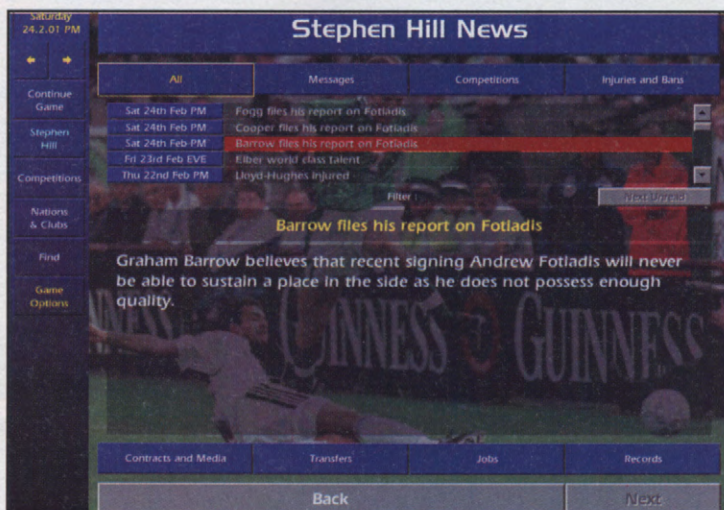 Saturday
24.2.01 PM
Stephen Hill News
All
Messages
Competitions
Injuries and Bans
Continue
Game
Stephen
Hill
Competitions
Nations
& Clubs
Find
Game
Options
Sat 24th Feb PM Fogg files his report on Fotiadis
Sat 24th Feb PM Cooper files his report on Fotiadis
Sat 24th Feb PM Barrow files his report on Fotiadis
Fri 23rd Feb EVE Elber world class talent
Thu 22nd Feb PM Lloyd-Hughes injured
Filter
Next Unread
Barrow files his report on Fotiadis
Graham Barrow believes that recent signing Andrew Fotiadis will never
be able to sustain a place in the side as he does not possess enough
quality.
GUINNESS GUINNESS
Contracts and Media
Transfers
Jobs
Records
Back
Next